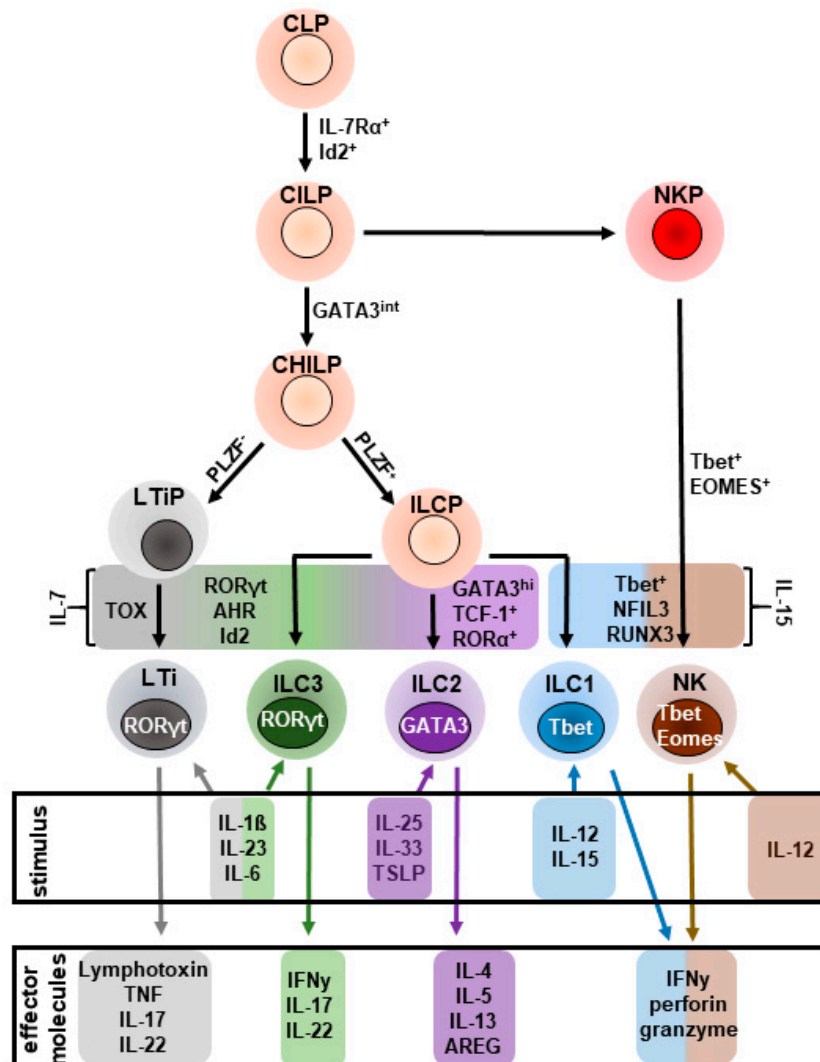 CLP
IL-7Rα⁺
Id2⁺
CILP
NKP
GATA3ⁱⁿᵗ
CHILP
PLZF⁻
PLZF⁺
Tbet⁺
EOMES⁺
LTiP
ILCP
IL-7
TOX
RORγt
AHR
Id2
GATA3ʰⁱ
TCF-1⁺
RORα⁺
Tbet⁺
NFIL3
RUNX3
IL-15
LTi
ILC3
ILC2
ILC1
NK
RORγt
RORγt
GATA3
Tbet
Tbet
Eomes
stimulus
IL-1ß
IL-23
IL-6
IL-25
IL-33
TSLP
IL-12
IL-15
IL-12
effector
molecules
Lymphotoxin
TNF
IL-17
IL-22
IFNy
IL-17
IL-22
IL-4
IL-5
IL-13
AREG
IFNy
perforin
granzyme